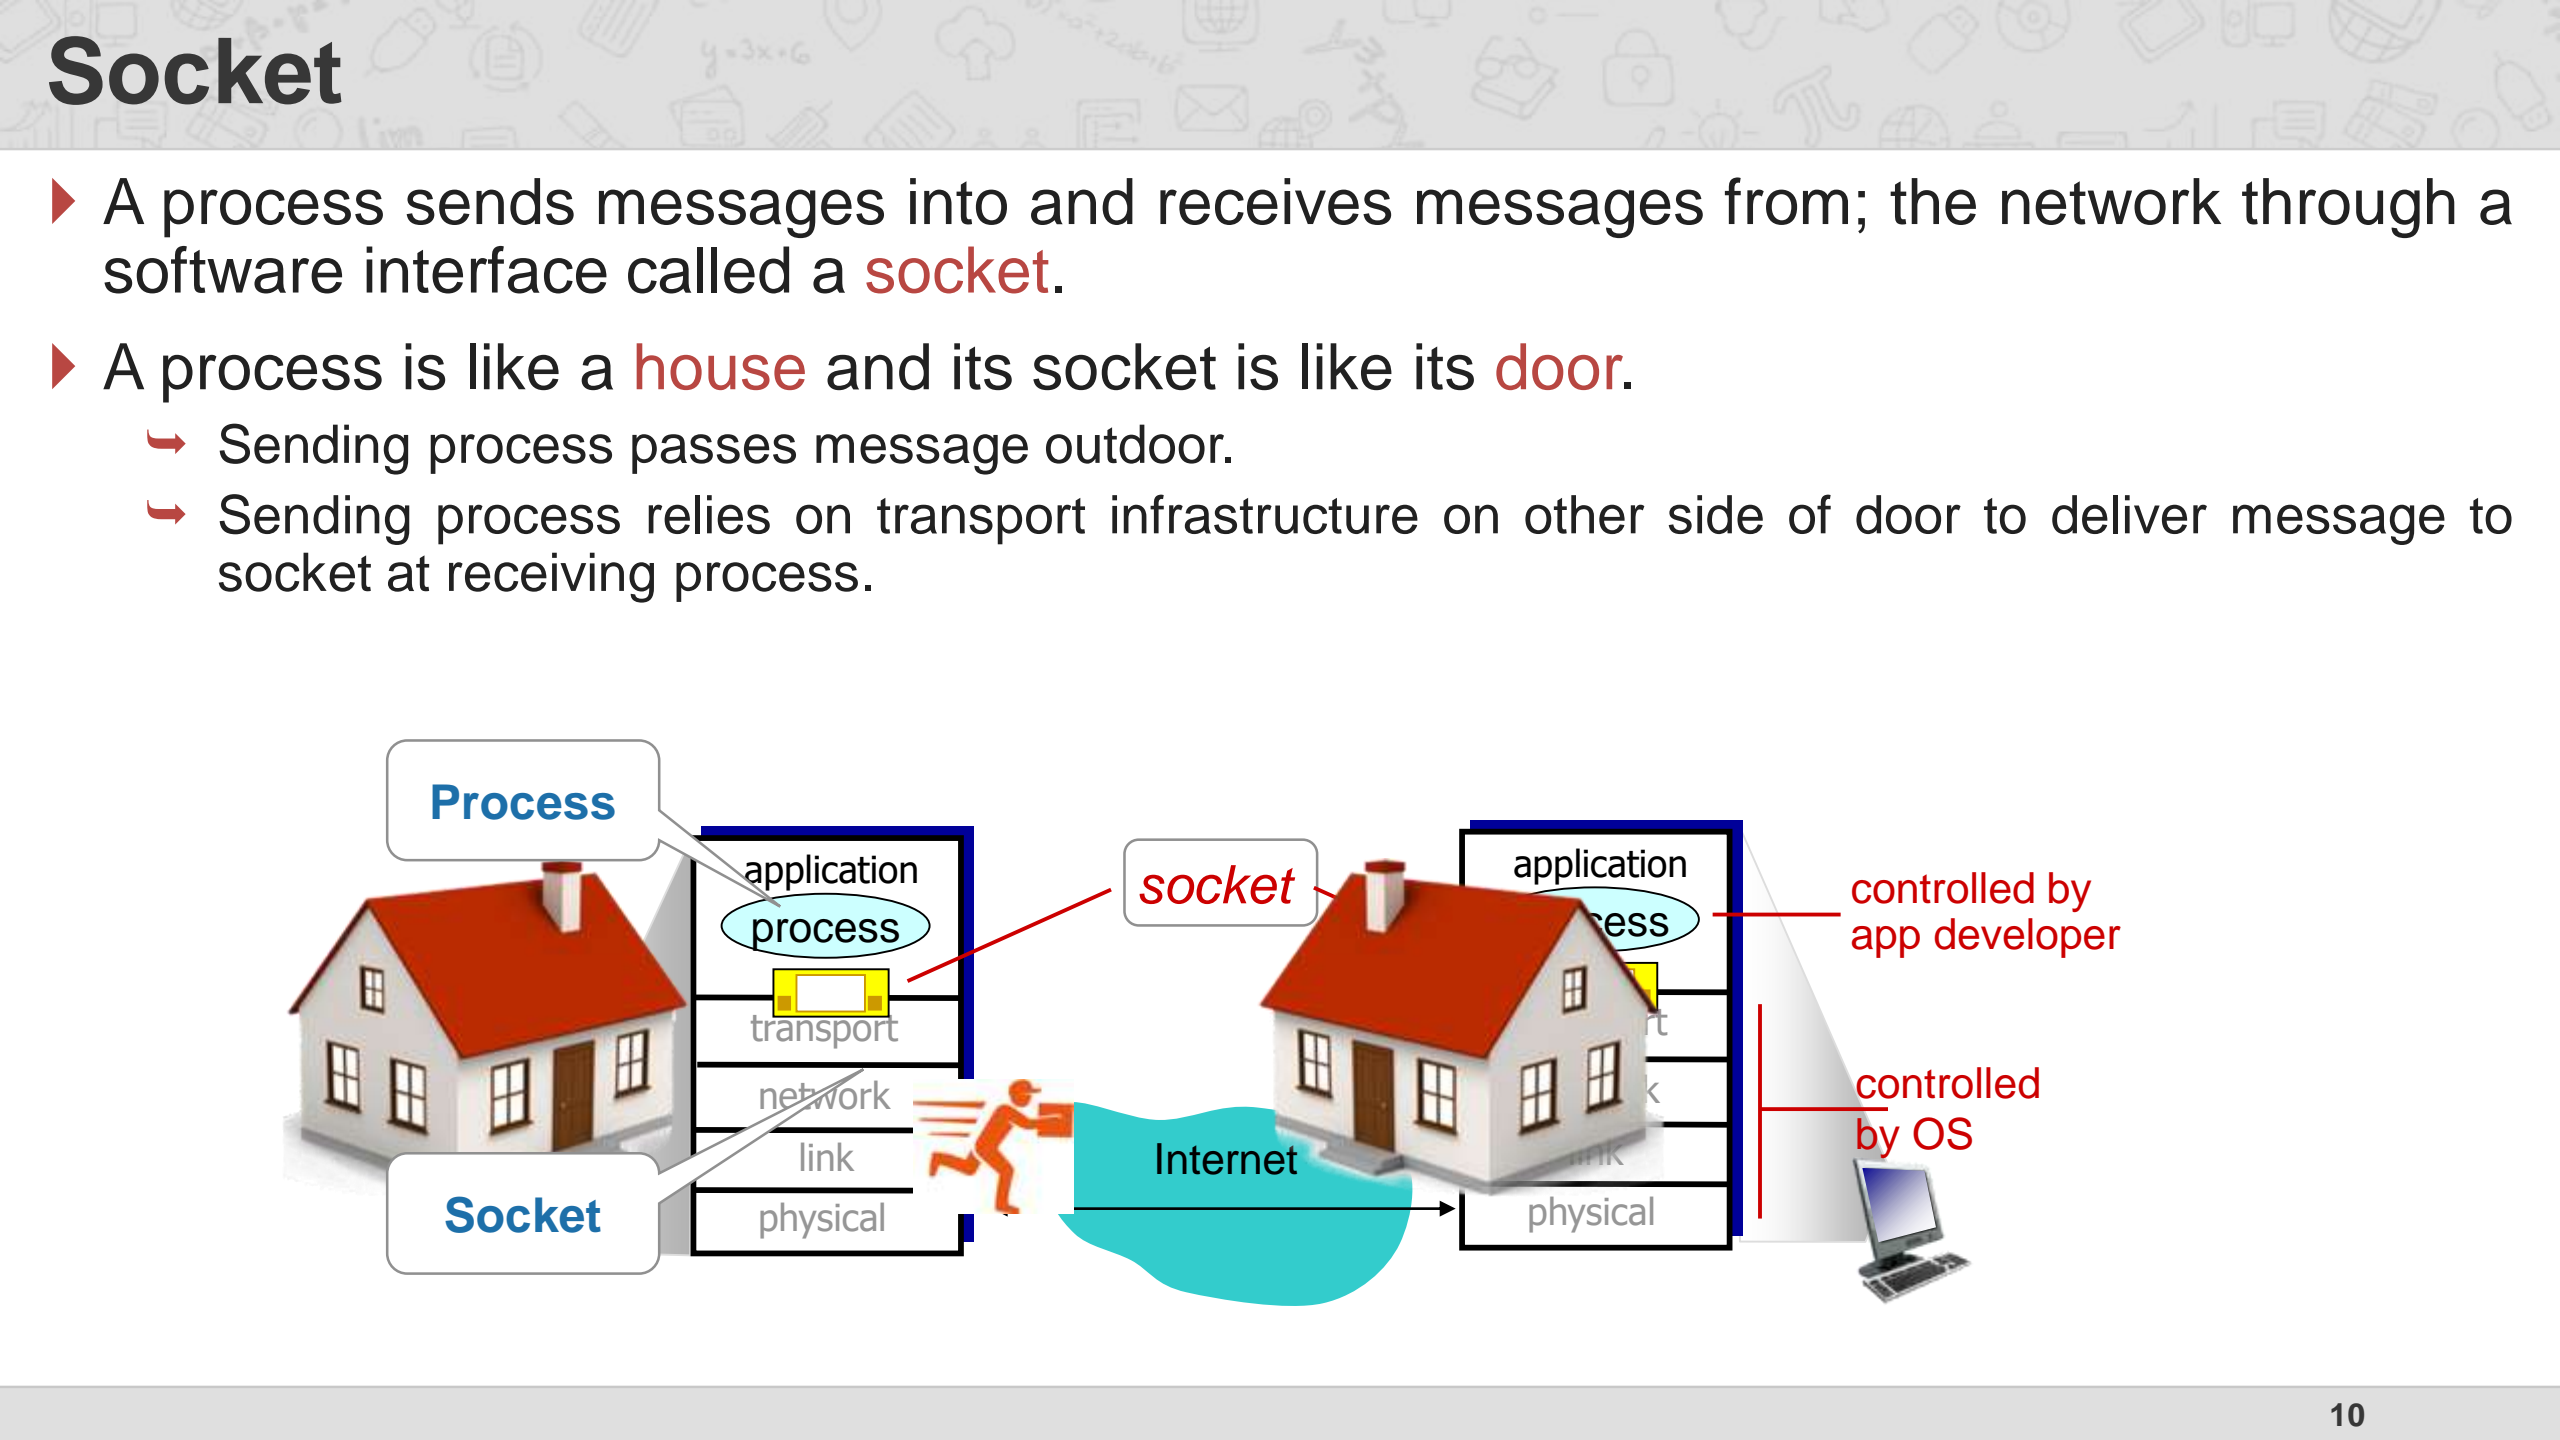 Socket
A process sends messages into and receives messages from; the network through a
software interface called a socket.
A process is like a house and its socket is like its door.
Sending process passes message outdoor.
Sending process relies on transport infrastructure on other side of door to deliver message to
socket at receiving process.
Process
application
process
transport
network
link
physical
Socket
socket
Internet
application
cess
rt
k
link
physical
controlled by
app developer
controlled
by OS
10